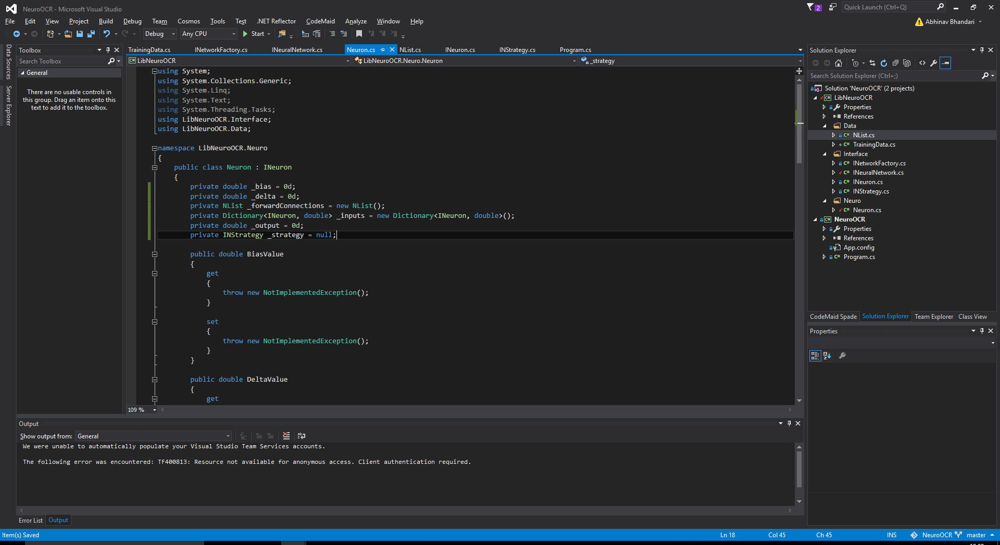 NeuroOCR - Microsoft Visual Studio
2
Quick Launch (Ctrl+Q)
File Edit View Project Build Debug Team Cosmos Tools Test .NET Reflector CodeMaid Analyze Window Help
Abhinav Bhandari
Debug Any CPU Start
Data Sources
Server Explorer
Toolbox
Search Toolbox
General
There are no usable controls in
this group. Drag an item onto this
text to add it to the toolbox.
TrainingData.cs INetworkFactory.cs INeuralNetwork.cs Neuron.cs NList.cs INeuron.cs INStrategy.cs Program.cs
LibNeuroOCR LibNeuroOCR.Neuro.Neuron _strategy
using System;
using System.Collections.Generic;
using System.Linq;
using System.Text;
using System.Threading.Tasks;
using LibNeuroOCR.Interface;
using LibNeuroOCR.Data;
namespace LibNeuroOCR.Neuro
{
public class Neuron : INeuron
{
private double _bias = 0d;
private double _delta = 0d;
private NList _forwardConnections = new NList();
private Dictionary<INeuron, double> _inputs = new Dictionary<INeuron, double>();
private double _output = 0d;
private INStrategy _strategy = null;
public double BiasValue
{
get
{
throw new NotImplementedException();
}
set
{
throw new NotImplementedException();
}
}
public double DeltaValue
{
get
109 %
Output
Show output from: General
We were unable to automatically populate your Visual Studio Team Services accounts.
The following error was encountered: TF400813: Resource not available for anonymous access. Client authentication required.
Error List Output
Solution Explorer
Search Solution Explorer (Ctrl+;)
Solution 'NeuroOCR' (2 projects)
LibNeuroOCR
Properties
References
Data
NList.cs
TrainingData.cs
Interface
INetworkFactory.cs
INeuralNetwork.cs
INeuron.cs
INStrategy.cs
Neuro
Neuron.cs
NeuroOCR
Properties
References
App.config
Program.cs
CodeMaid Spade Solution Explorer Team Explorer Class View
Properties
Item(s) Saved
Ln 18 Col 45 Ch 45 INS NeuroOCR master